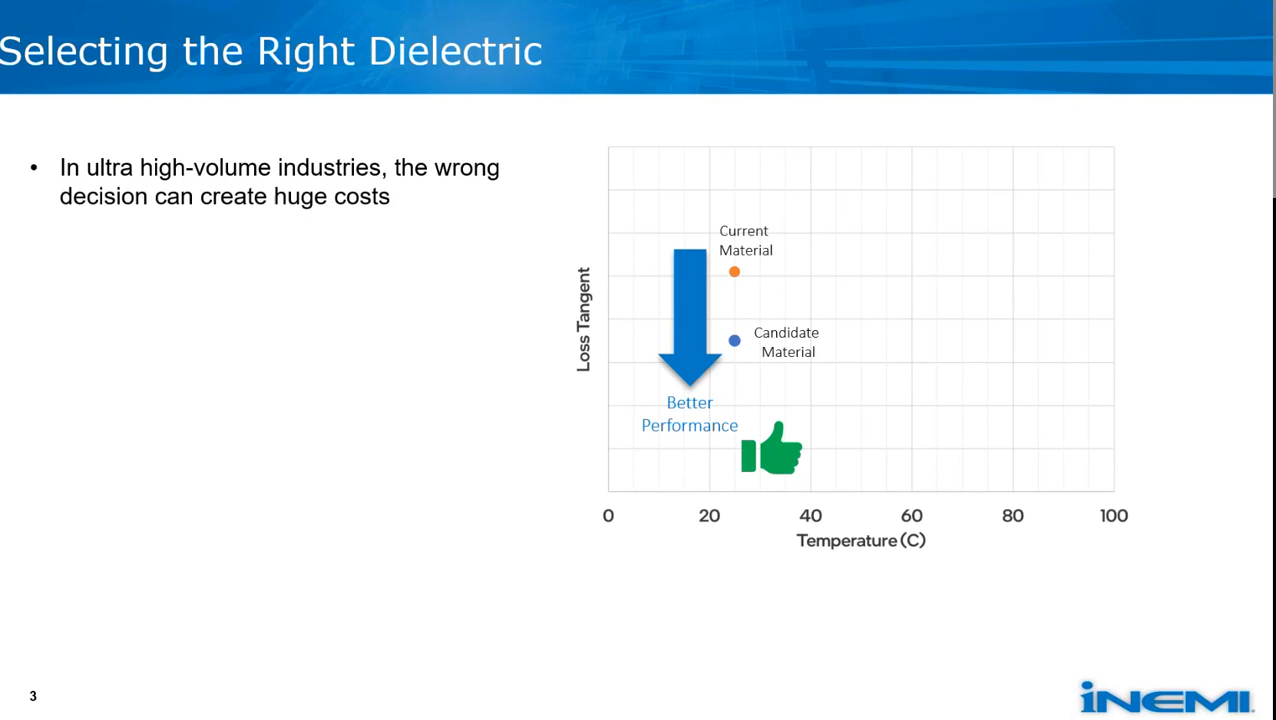 Selecting the Right Dielectric
• In ultra high-volume industries, the wrong
decision can create huge costs
Current
Material
Candidate
Material
Better
Performance
Loss Tangent
0 20 40 60 80 100
Temperature (C)
3
iNEMI